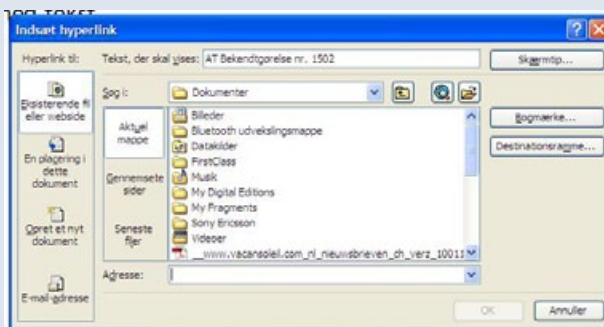 Indsæt hyperlink
Hyperlink til:
Tekst, der skal vises: AT Bekendtgørelse nr. 1502
Skærmtip...
Eksisterende fil eller webside
Søg i: Dokumenter
Bogmærke...
Destinationsramme...
En placering i
dette
dokument
Opret et nyt
dokument
E-mail-adresse
Aktuel
mappe
Gennemsete
sider
Seneste
filer
Billeder
Bluetooth udvekslingsmappe
Datakilder
FirstClass
Musik
My Digital Editions
My Fragments
Sony Ericsson
Videoer
Adresse:
OK
Annuller